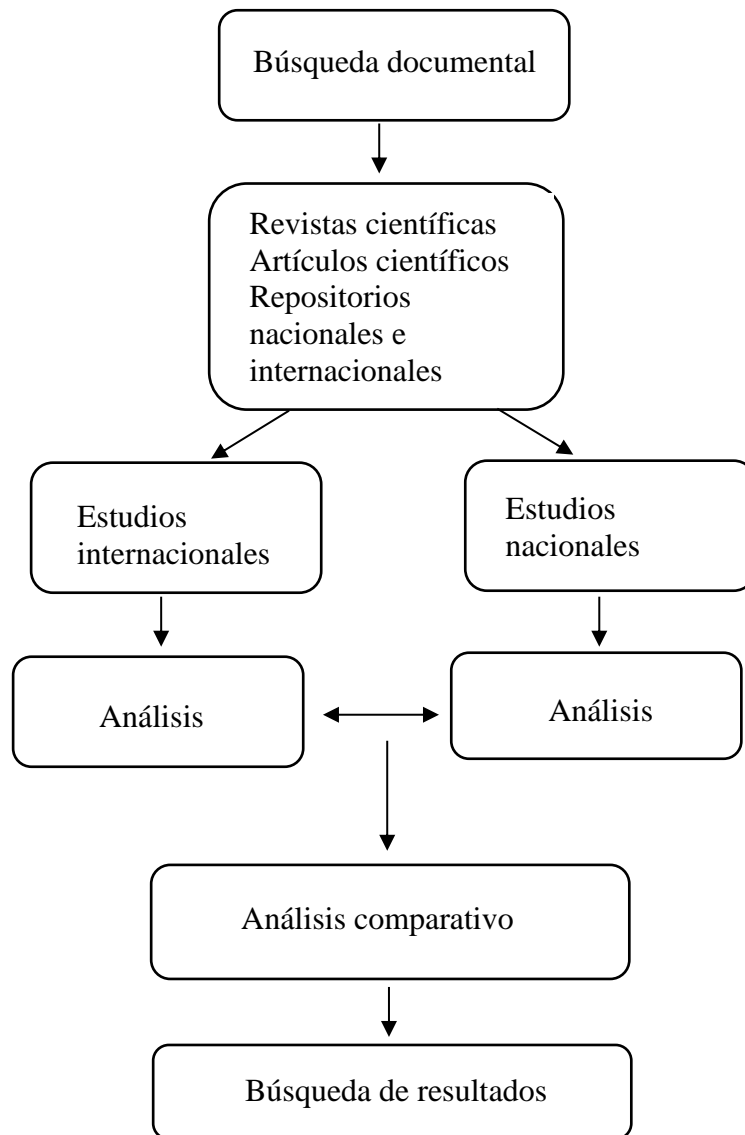 Búsqueda documental
Revistas científicas
Artículos científicos
Repositorios
nacionales e
internacionales
Estudios
internacionales
Estudios
nacionales
Análisis
Análisis
Análisis comparativo
Búsqueda de resultados